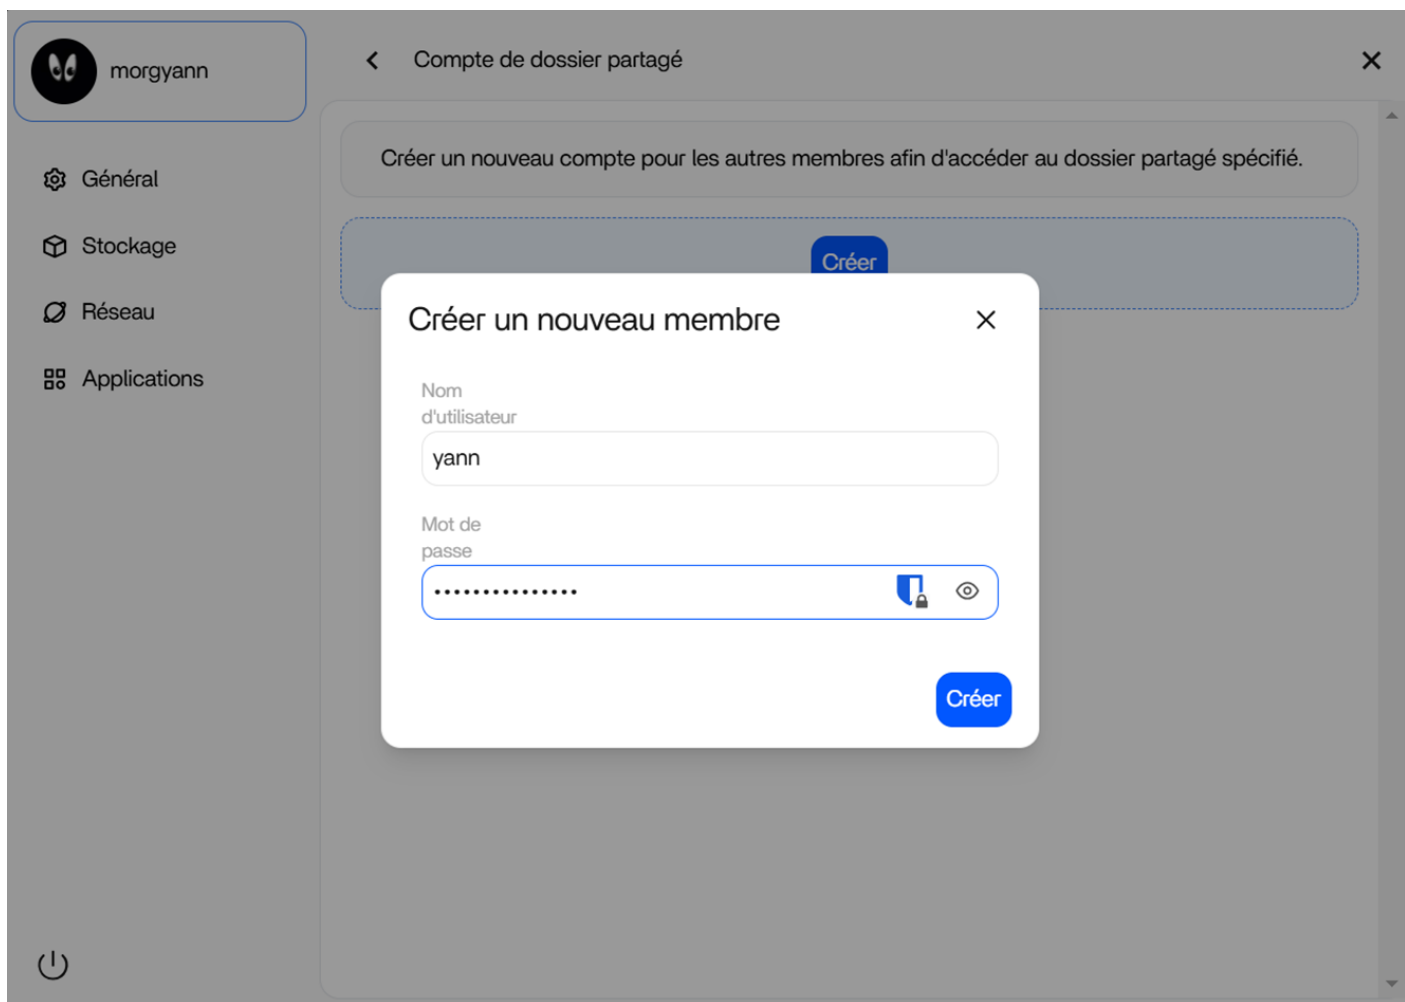 morgyann
Compte de dossier partagé
Créer un nouveau compte pour les autres membres afin d'accéder au dossier partagé spécifié.
Général
Stockage
Réseau
Applications
Créer
Créer un nouveau membre
Nom
d'utilisateur
yann
Mot de
passe
•••••••••••••••
Créer